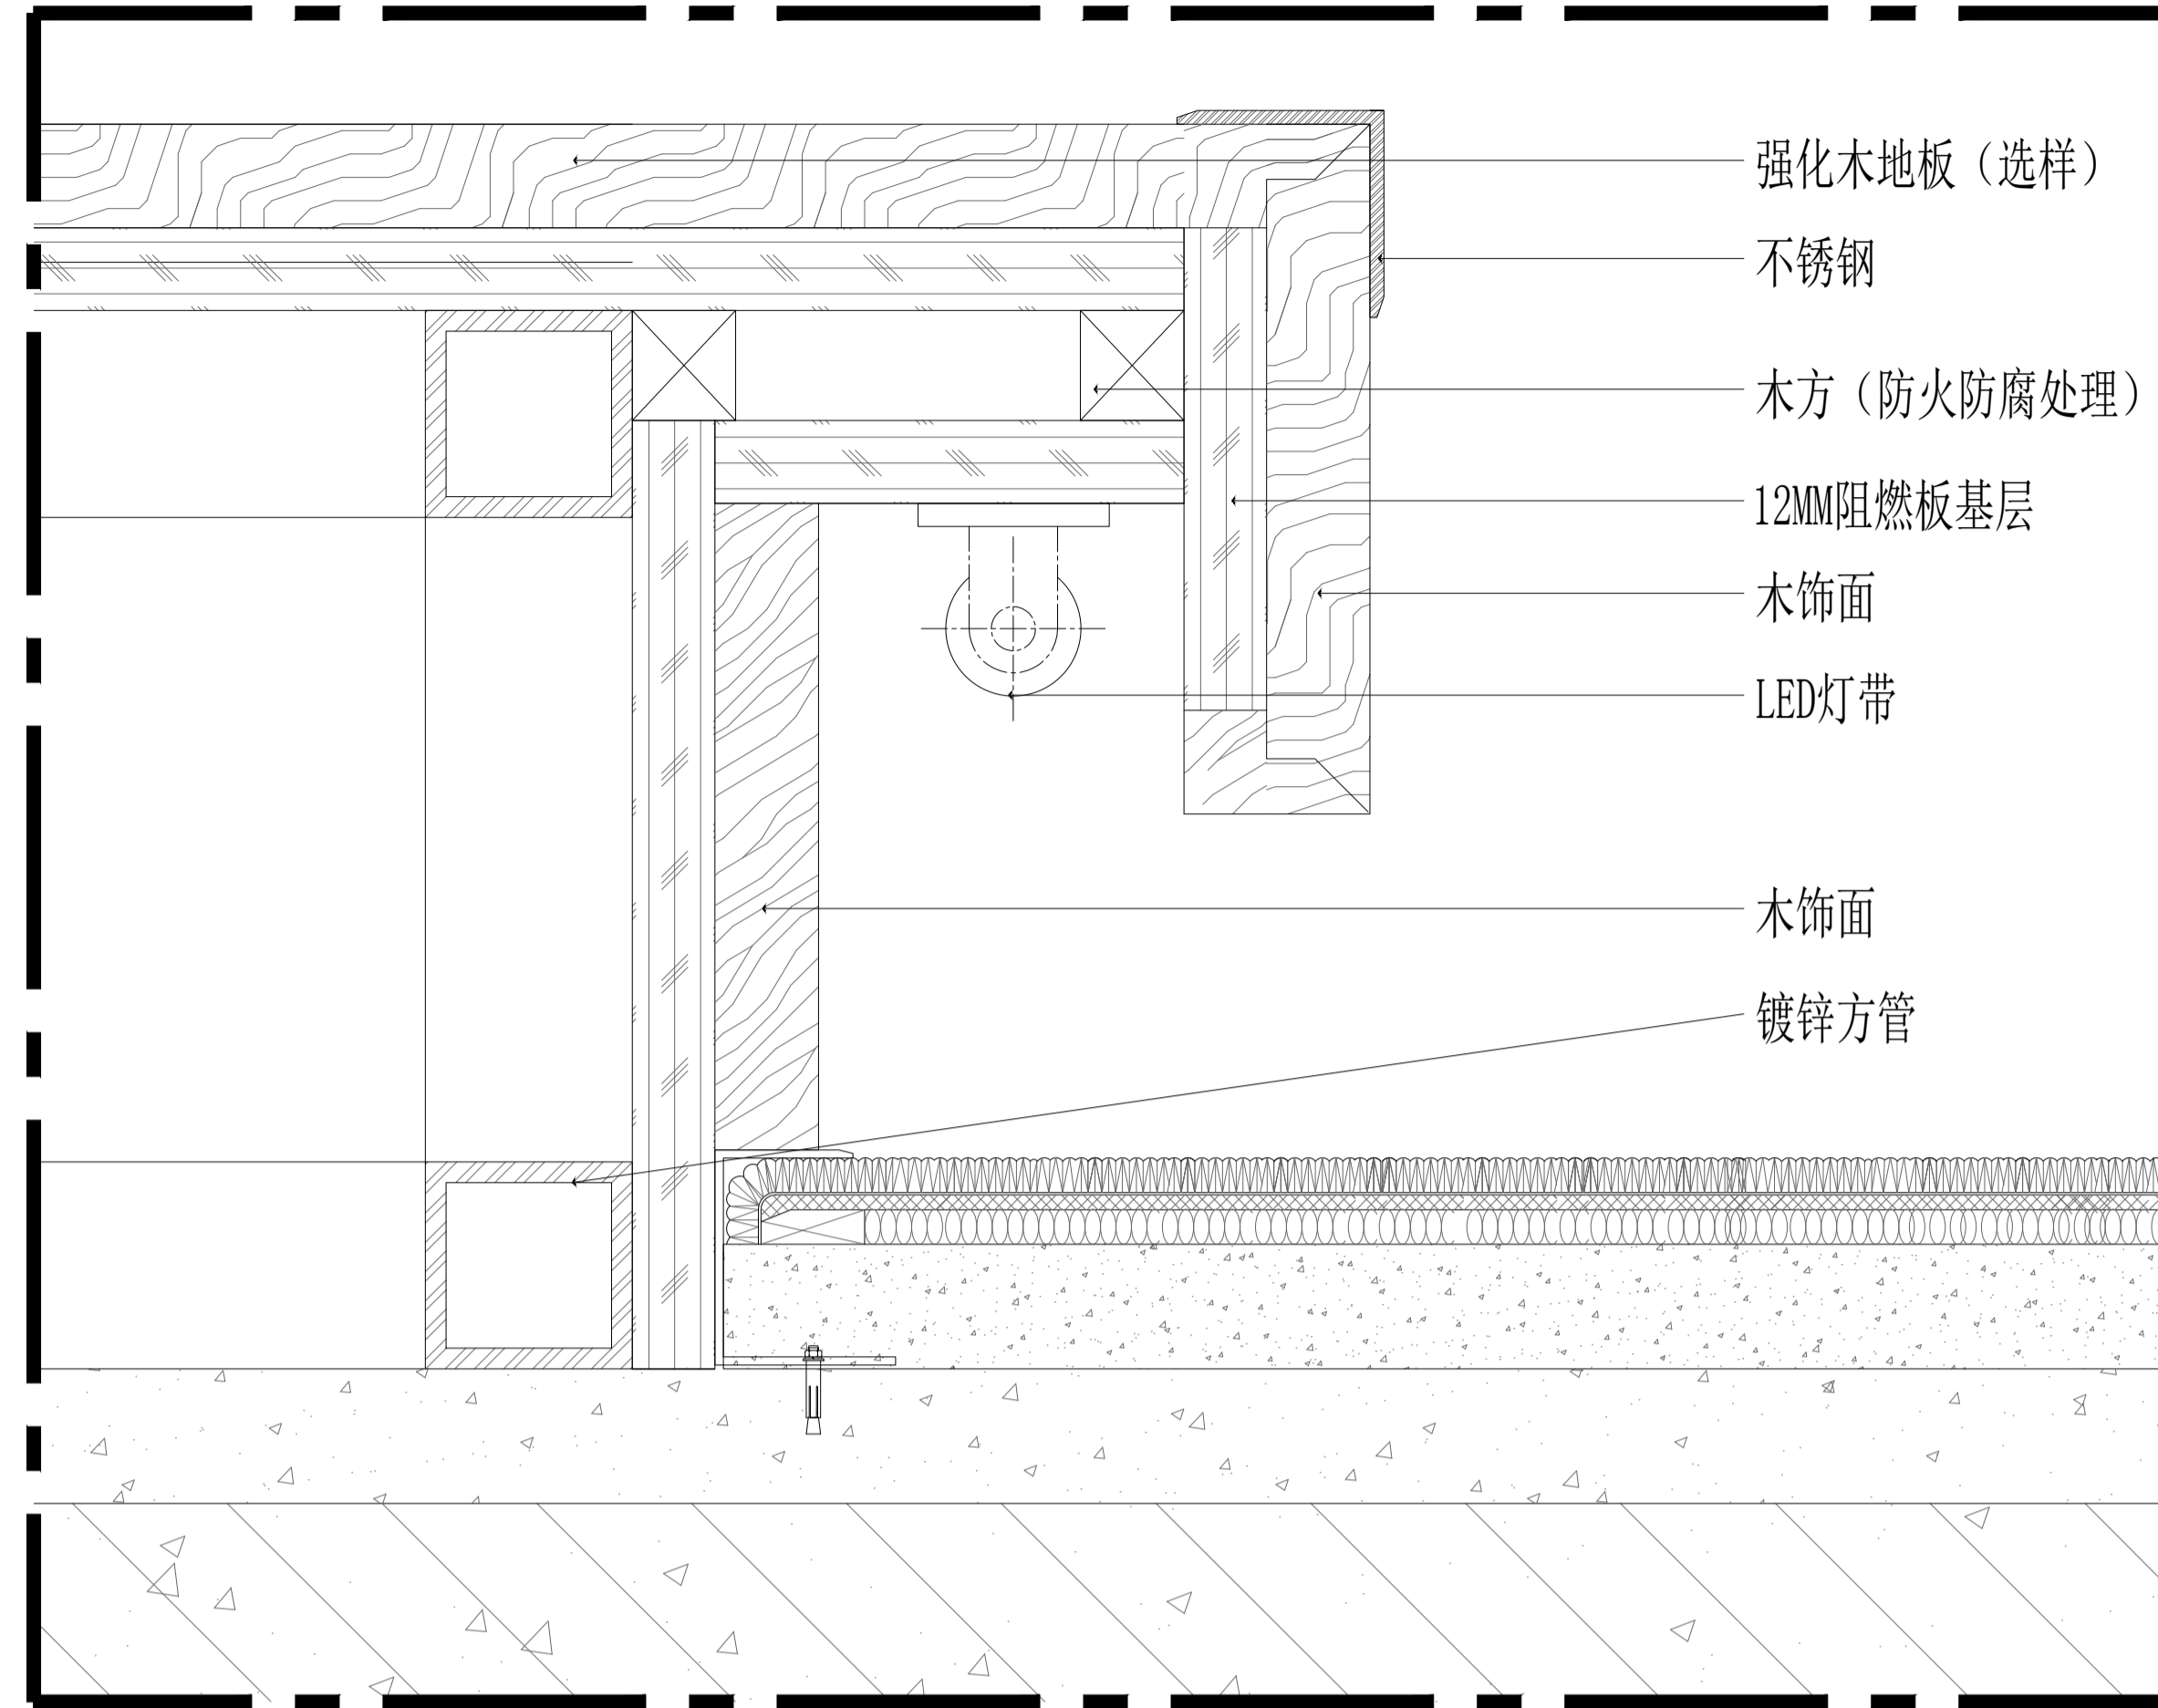 强化木地板（选样）
不锈钢
木方（防火防腐处理）
12MM阻燃板基层
木饰面
LED灯带
木饰面
镀锌方管